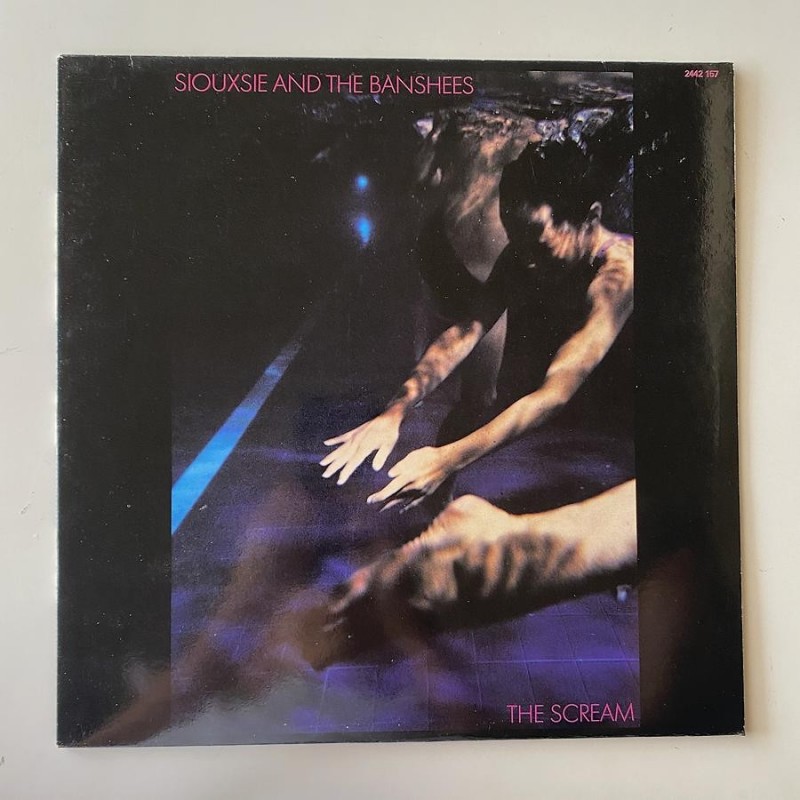 SIOUXSIE AND THE BANSHEES
2442 157
THE SCREAM